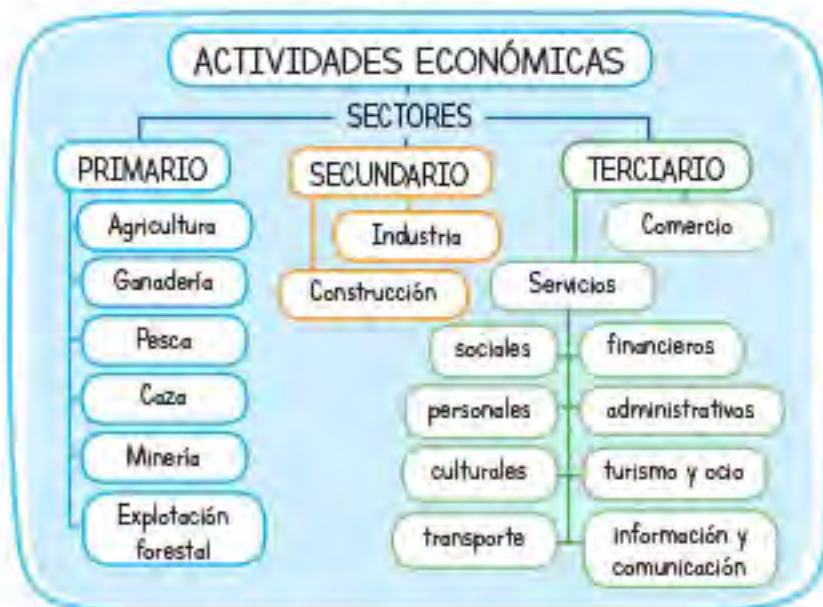 ACTIVIDADES ECONÓMICAS
SECTORES
PRIMARIO
Agricultura
Ganadería
Pesca
Caza
Minería
Explotación
forestal
SECUNDARIO
Industria
Construcción
TERCIARIO
Comercio
Servicios
sociales
financieros
personales
administrativos
culturales
turismo y ocio
transporte
información y
comunicación